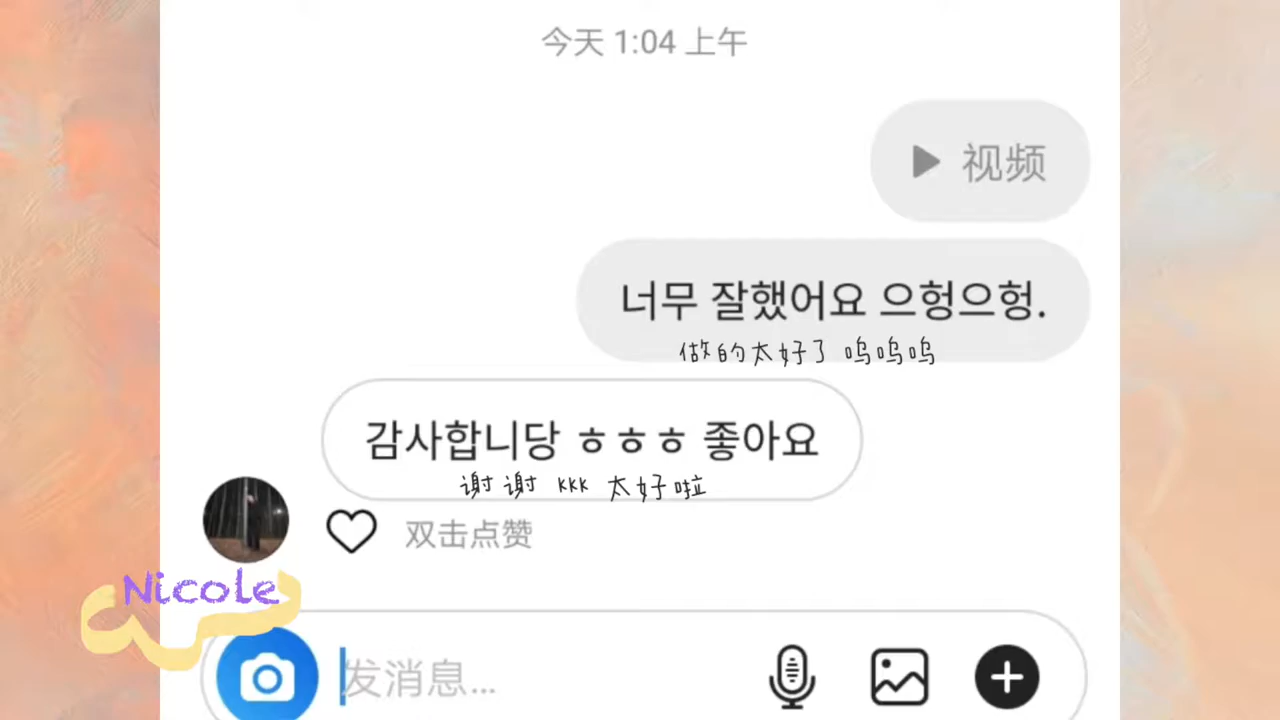 今天 1:04 上午
视频
너무 잘했어요 으헝으헝.
做的太好了 呜呜呜
감사합니당 ㅎㅎㅎ 좋아요
谢谢 kkk 太好啦
双击点赞
Nicole
发消息...